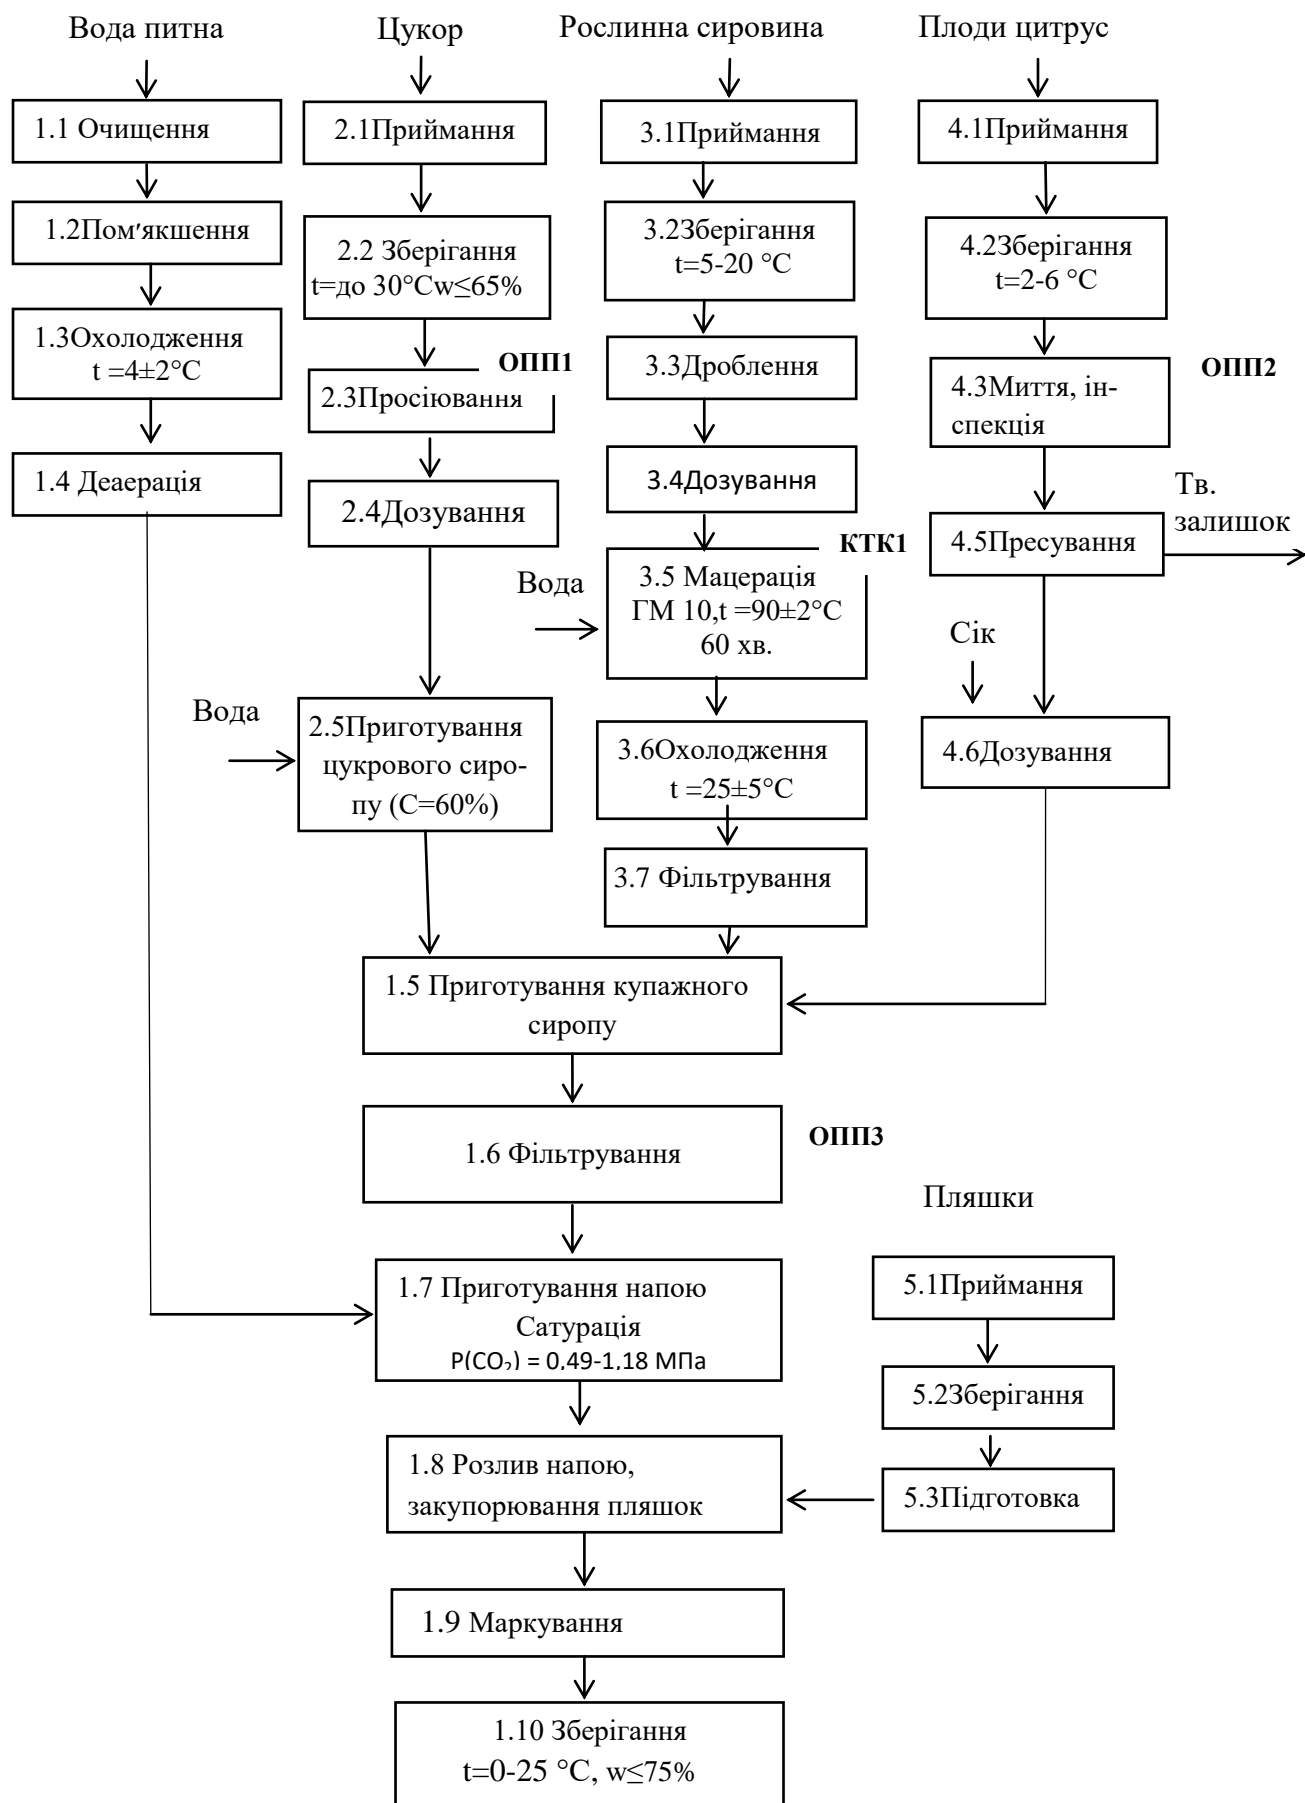 Вода питна
Цукор
Рослинна сировина
Плоди цитрус
1.1 Очищення
2.1Приймання
3.1Приймання
4.1Приймання
1.2Пом'якшення
2.2 Зберігання
t=до 30°Cw≤65%
3.2Зберігання
t=5-20 °C
4.2Зберігання
t=2-6 °C
1.3Охолодження
t =4±2°C
ОПП1
2.3Просіювання
3.3Дроблення
ОПП2
4.3Миття, ін-
спекція
1.4 Деаерація
2.4Дозування
3.4Дозування
Тв.
залишок
КТК1
4.5Пресування
Вода
3.5 Мацерація
ГМ 10,t =90±2°C
60 хв.
Сік
Вода
2.5Приготування
цукрового сиро-
пу (С=60%)
3.6Охолодження
t =25±5°C
4.6Дозування
3.7 Фільтрування
1.5 Приготування купажного
сиропу
1.6 Фільтрування
ОПП3
Пляшки
1.7 Приготування напою
Сатурація
P(CO₂) = 0,49-1,18 МПа
5.1Приймання
5.2Зберігання
1.8 Розлив напою,
закупорювання пляшок
5.3Підготовка
1.9 Маркування
1.10 Зберігання
t=0-25 °C, w≤75%